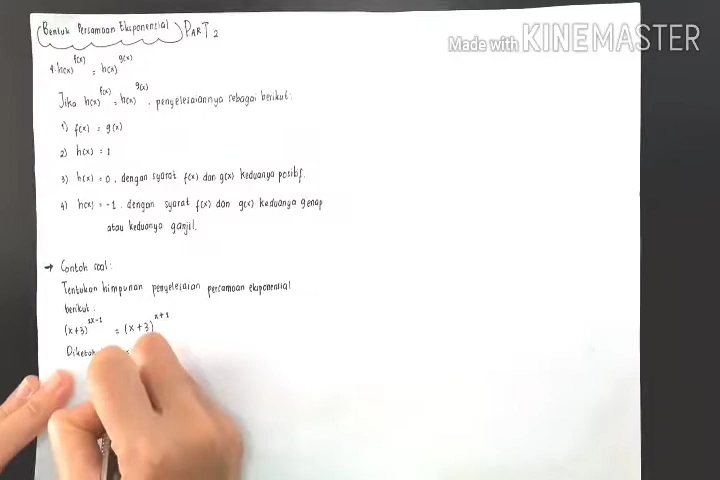 Bentuk Persamaan Eksponensial PART 2
Made with KINEMASTER
4. h(x)^f(x) = h(x)^g(x)
Jika h(x)^f(x) = h(x)^g(x), penyelesaiannya sebagai berikut:
1) f(x) = g(x)
2) h(x) = 1
3) h(x) = 0, dengan syarat f(x) dan g(x) keduanya positif.
4) h(x) = -1, dengan syarat f(x) dan g(x) keduanya genap
atau keduanya ganjil.
→ Contoh soal:
Tentukan himpunan penyelesaian persamaan eksponensial
berikut:
(x+3)^2x-1 = (x+3)^x+1